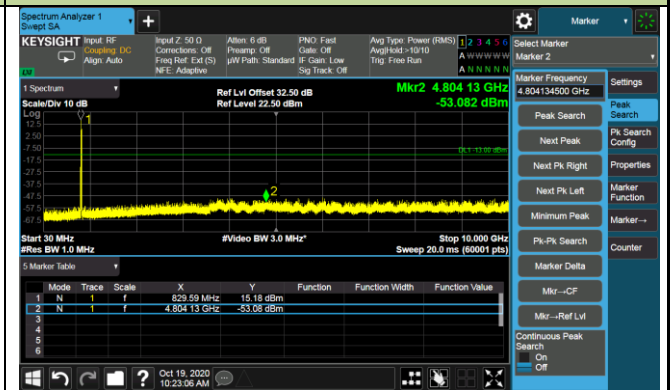 Spectrum Analyzer 1
Swept SA
+
Marker
KEYSIGHT
Input: RF
Coupling: DC
Align: Auto
Input Z: 50 Ω
Corrections: Off
Freq Ref: Ext (S)
NFE: Adaptive
Atten: 6 dB
Preamp: Off
µW Path: Standard
PNO: Fast
Gate: Off
IF Gain: Low
Sig Track: Off
Avg Type: Power (RMS)
Avg|Hold:>10/10
Trig: Free Run
1 2 3 4 5 6
A W W W W W
A N N N N N
Select Marker
Marker 2
1 Spectrum
Scale/Div 10 dB
Ref Lvl Offset 32.50 dB
Ref Level 22.50 dBm
Mkr2 4.804 13 GHz
-53.082 dBm
Log
12.5
2.50
-7.50
-17.5
-27.5
-37.5
-47.5
-57.5
-67.5
1
2
DL1 -13.00 dBm
Start 30 MHz
#Res BW 1.0 MHz
#Video BW 3.0 MHz*
Stop 10.000 GHz
Sweep 20.0 ms (60001 pts)
5 Marker Table
Mode Trace Scale X Y Function Function Width Function Value
1 N 1 f 829.59 MHz 15.18 dBm
2 N 1 f 4.804 13 GHz -53.08 dBm
3
4
5
6
Marker Frequency
4.804134500 GHz
Peak Search
Next Peak
Next Pk Right
Next Pk Left
Minimum Peak
Pk-Pk Search
Marker Delta
Mkr→CF
Mkr→Ref Lvl
Continuous Peak
Search
On
Off
Settings
Peak
Search
Pk Search
Config
Properties
Marker
Function
Marker→
Counter
?
Oct 19, 2020
10:23:06 AM